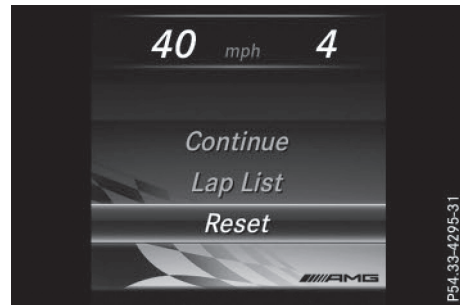 40 mph 4
Continue
Lap List
Reset
AMG
P54.33-4295-31